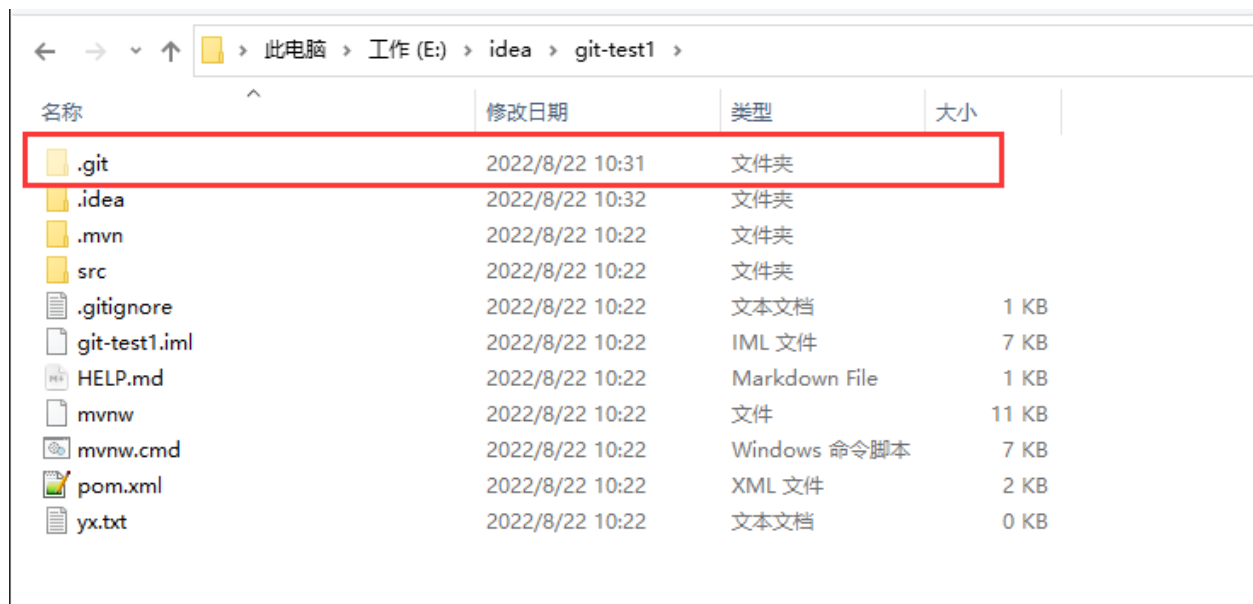 此电脑 > 工作 (E:) > idea > git-test1 >
名称 修改日期 类型 大小
.git 2022/8/22 10:31 文件夹
.idea 2022/8/22 10:32 文件夹
.mvn 2022/8/22 10:22 文件夹
src 2022/8/22 10:22 文件夹
.gitignore 2022/8/22 10:22 文本文档 1 KB
git-test1.iml 2022/8/22 10:22 IML 文件 7 KB
HELP.md 2022/8/22 10:22 Markdown File 1 KB
mvnw 2022/8/22 10:22 文件 11 KB
mvnw.cmd 2022/8/22 10:22 Windows 命令脚本 7 KB
pom.xml 2022/8/22 10:22 XML 文件 2 KB
yx.txt 2022/8/22 10:22 文本文档 0 KB